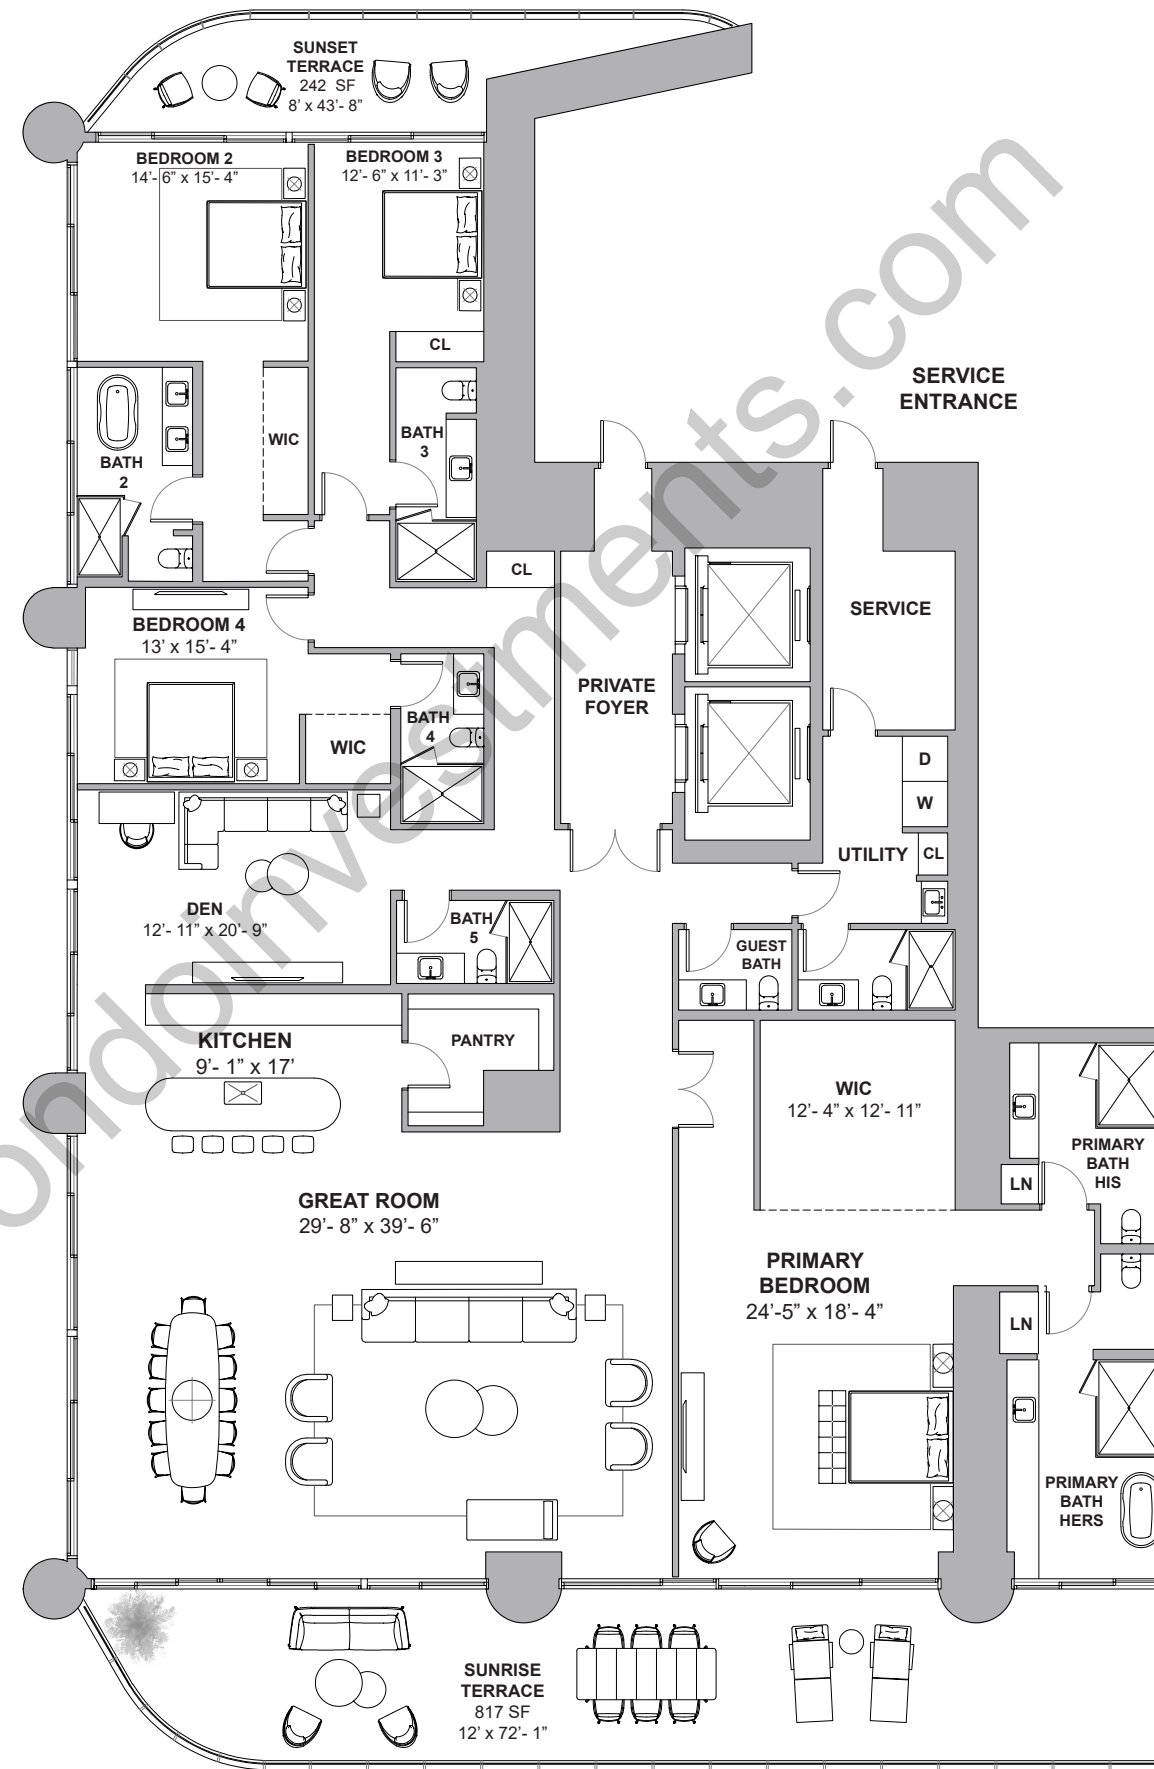 SUNSET
TERRACE
242 SF
8’ x 43’- 8”
BEDROOM 2
14’- 6” x 15’- 4”
BEDROOM 3
12’- 6” x 11’- 3”
CL
SERVICE
ENTRANCE
WIC
BATH
3
BATH
2
CL
SERVICE
BEDROOM 4
13’ x 15’- 4”
PRIVATE
FOYER
BATH
4
WIC
D
W
UTILITY
CL
DEN
12’- 11” x 20’- 9”
BATH
5
GUEST
BATH
KITCHEN
9’- 1” x 17’
PANTRY
WIC
12’- 4” x 12’- 11”
PRIMARY
BATH
HIS
LN
GREAT ROOM
29’- 8” x 39’- 6”
PRIMARY
BEDROOM
24’-5” x 18’- 4”
LN
PRIMARY
BATH
HERS
SUNRISE
TERRACE
817 SF
12’ x 72’- 1”
ondoinvestments.com